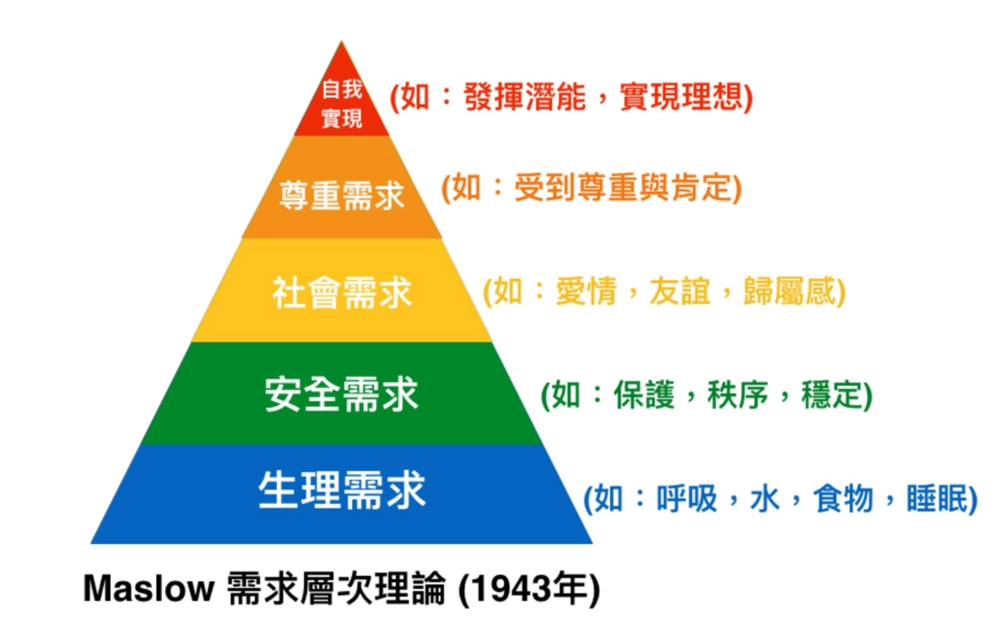 自我
實現
(如：發揮潛能，實現理想)
尊重需求
(如：受到尊重與肯定)
社會需求
(如：愛情，友誼，歸屬感)
安全需求
(如：保護，秩序，穩定)
生理需求
(如：呼吸，水，食物，睡眠)
Maslow 需求層次理論 (1943年)